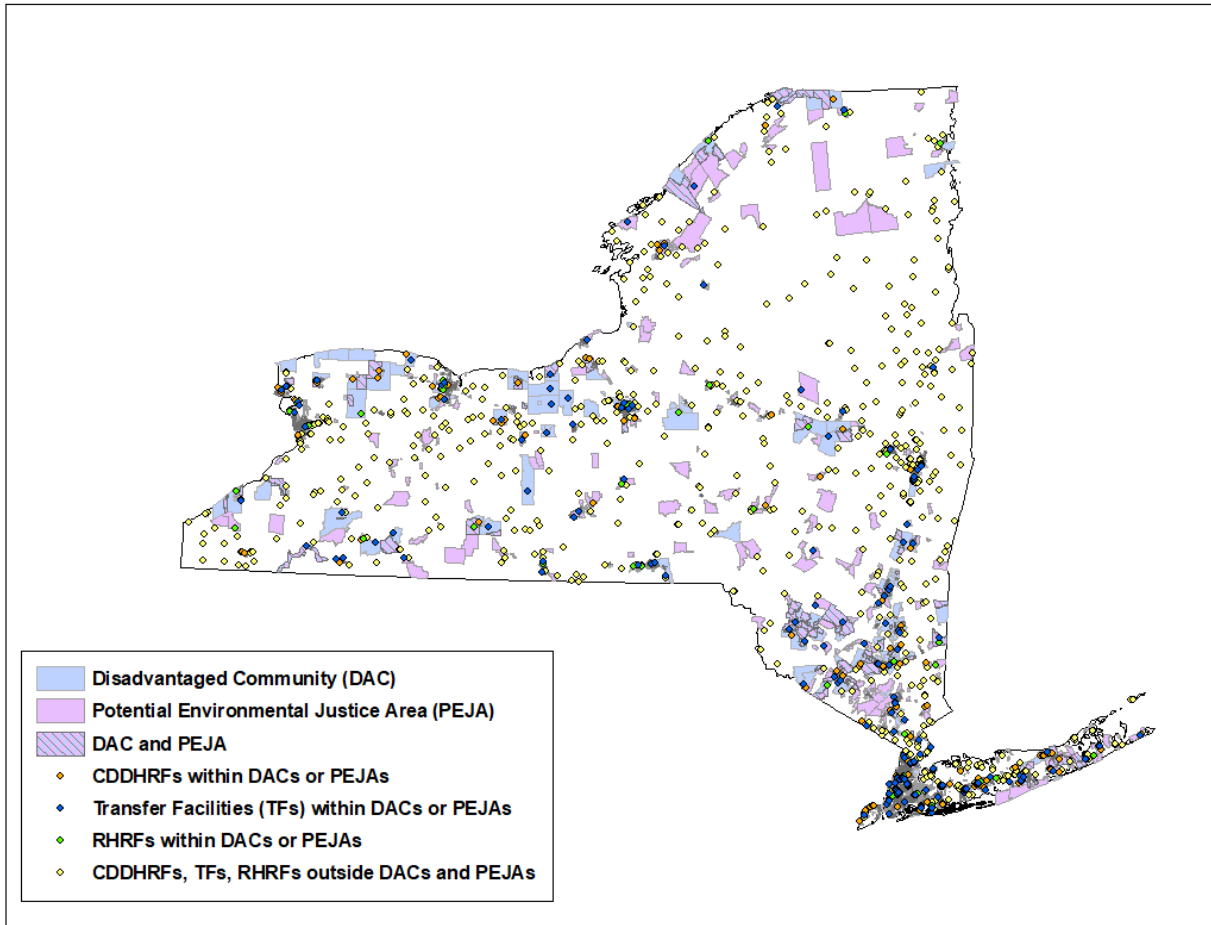 Disadvantaged Community (DAC)
Potential Environmental Justice Area (PEJA)
DAC and PEJA
CDDHRFs within DACs or PEJAs
Transfer Facilities (TFs) within DACs or PEJAs
RHRFs within DACs or PEJAs
CDDHRFs, TFs, RHRFs outside DACs and PEJAs